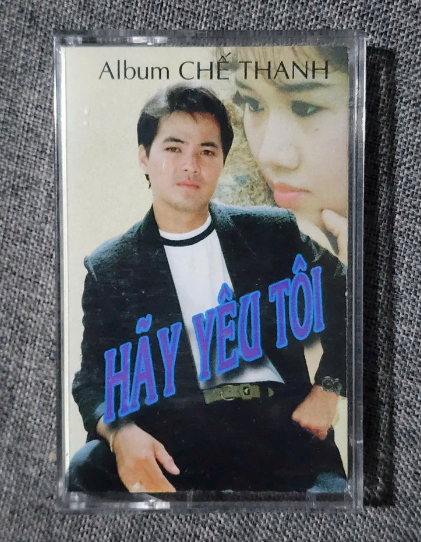 Album CHẾ THANH
HÃY YÊU TÔI